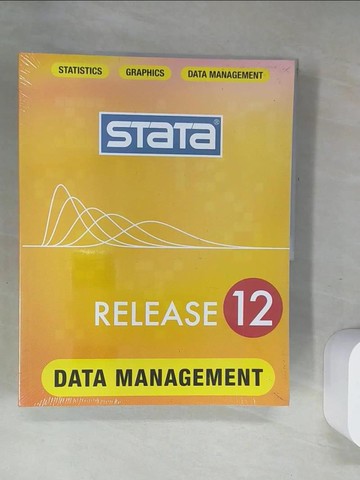 STATISTICS GRAPHICS DATA MANAGEMENT
STATA®
RELEASE 12
DATA MANAGEMENT